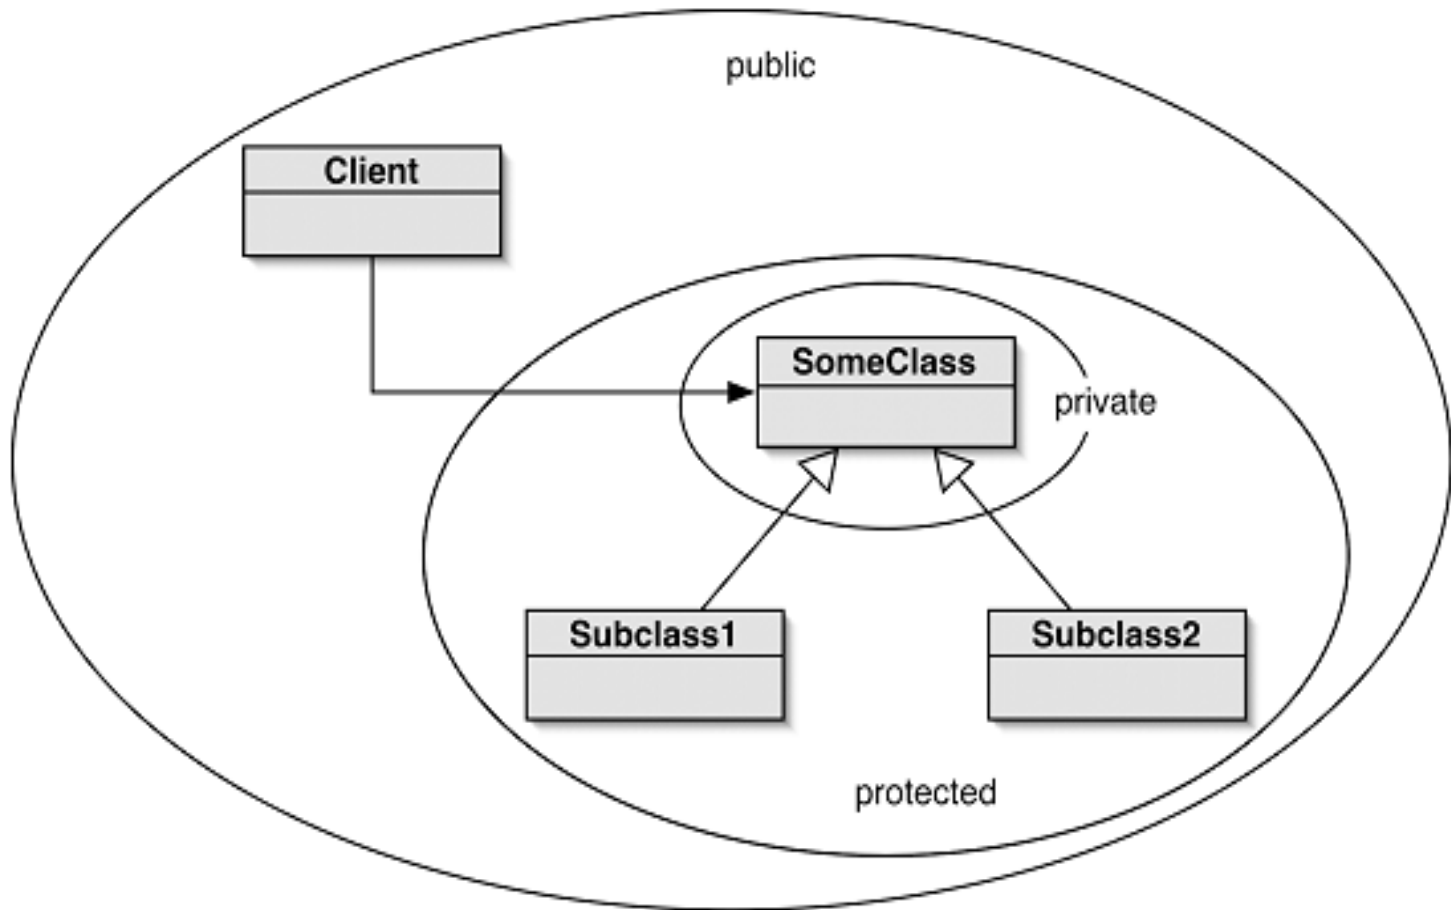 public
Client
SomeClass
private
Subclass1
Subclass2
protected